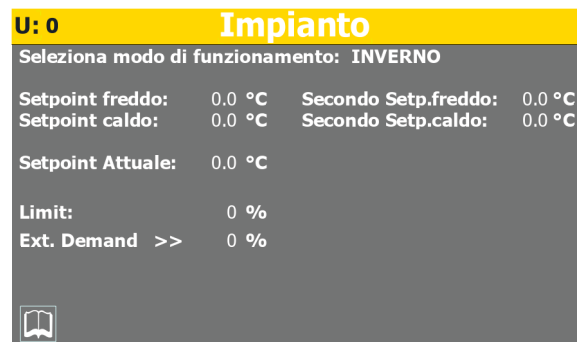 U: 0 Impianto
Seleziona modo di funzionamento: INVERNO
Setpoint freddo: 0.0 °C Secondo Setp.freddo: 0.0 °C
Setpoint caldo: 0.0 °C Secondo Setp.caldo: 0.0 °C
Setpoint Attuale: 0.0 °C
Limit: 0 %
Ext. Demand >> 0 %